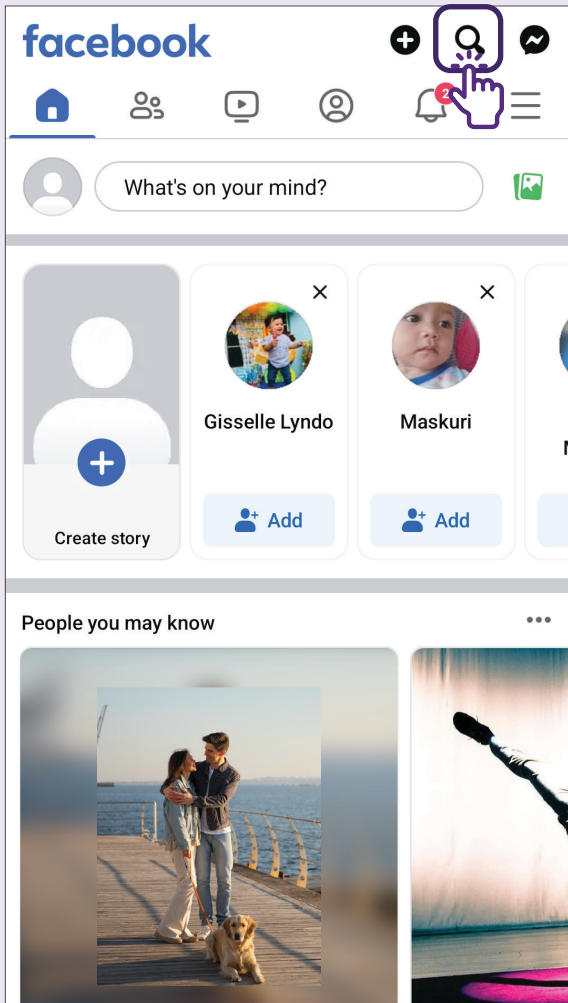 facebook
2
What's on your mind?
Gisselle Lyndo
Maskuri
Add
Add
Create story
People you may know